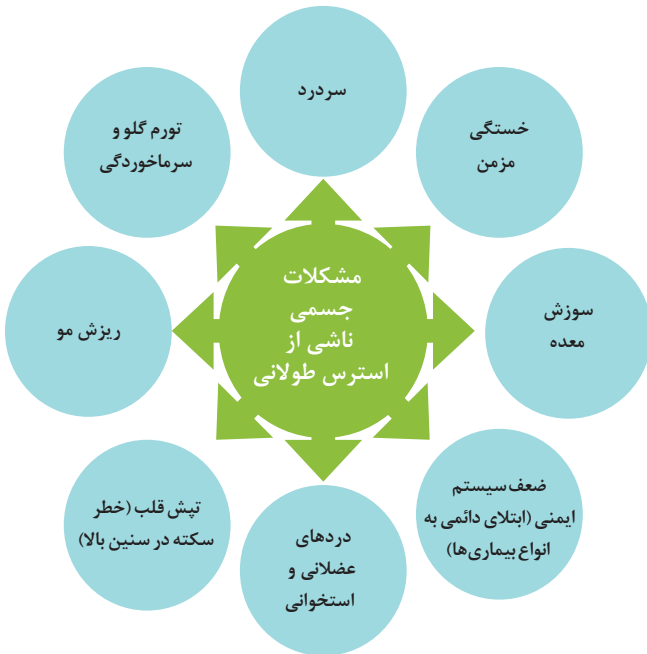 مشکلات
جسمی
ناشی از
استرس طولانی
سردرد
خستگی
مزمن
سوزش
معده
ضعف سیستم
ایمنی (ابتلای دائمی به
انواع بیماری‌ها)
دردهای
عضلانی و
استخوانی
تپش قلب (خطر
سکته در سنین بالا)
ریزش مو
تورم گلو و
سرماخوردگی